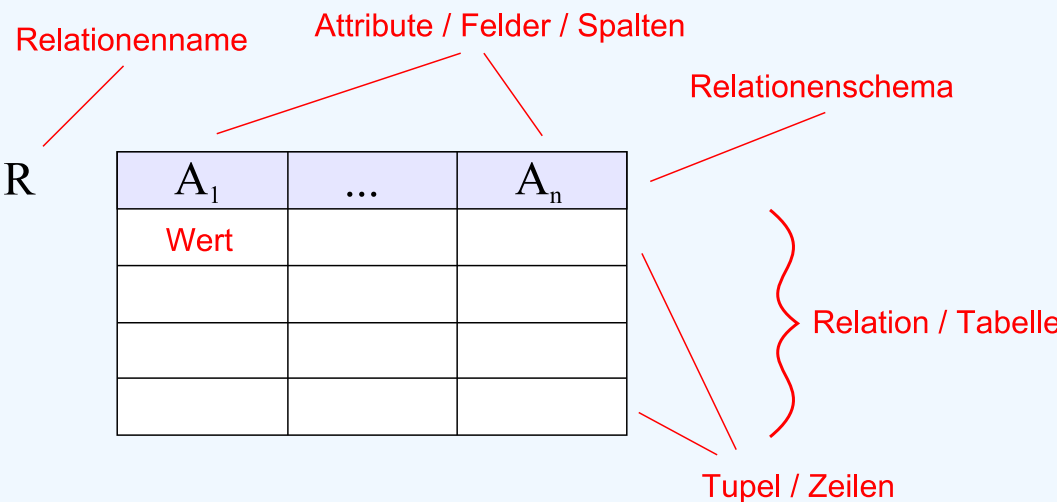 Relationenname
Attribute / Felder / Spalten
Relationenschema
R
A₁ ... Aₙ
Wert
Relation / Tabelle
Tupel / Zeilen